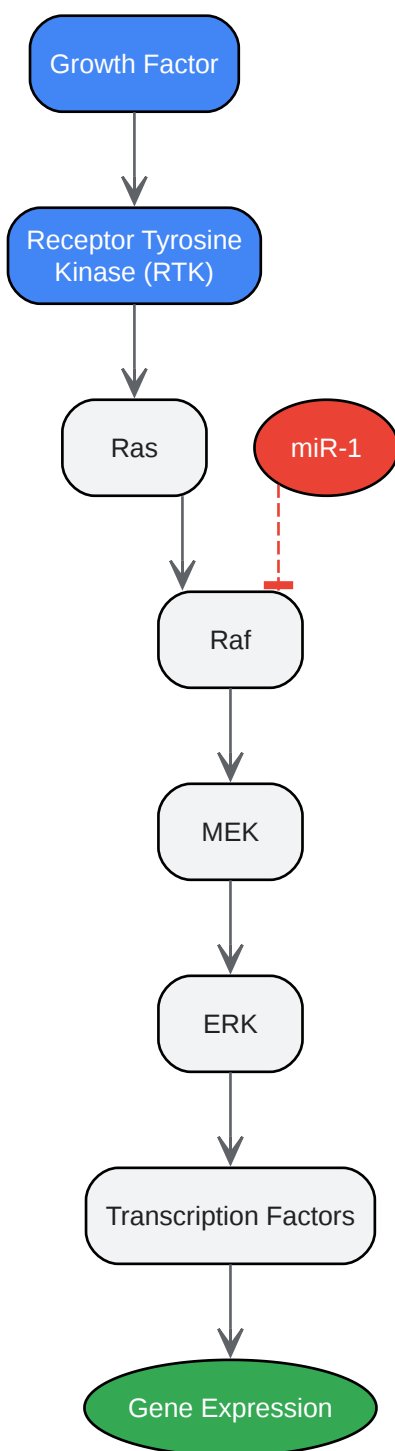 Growth Factor
Receptor Tyrosine
Kinase (RTK)
Ras
miR-1
Raf
MEK
ERK
Transcription Factors
Gene Expression